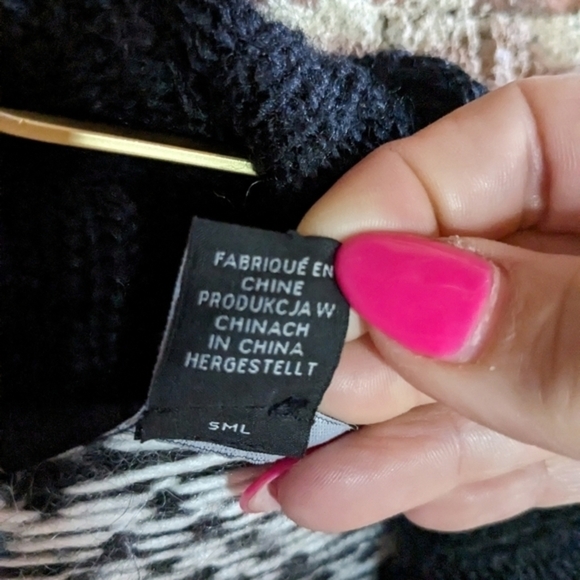 FABRIQUÉ EN
CHINE
PRODUKCJA W
CHINACH
IN CHINA
HERGESTELLT
SML